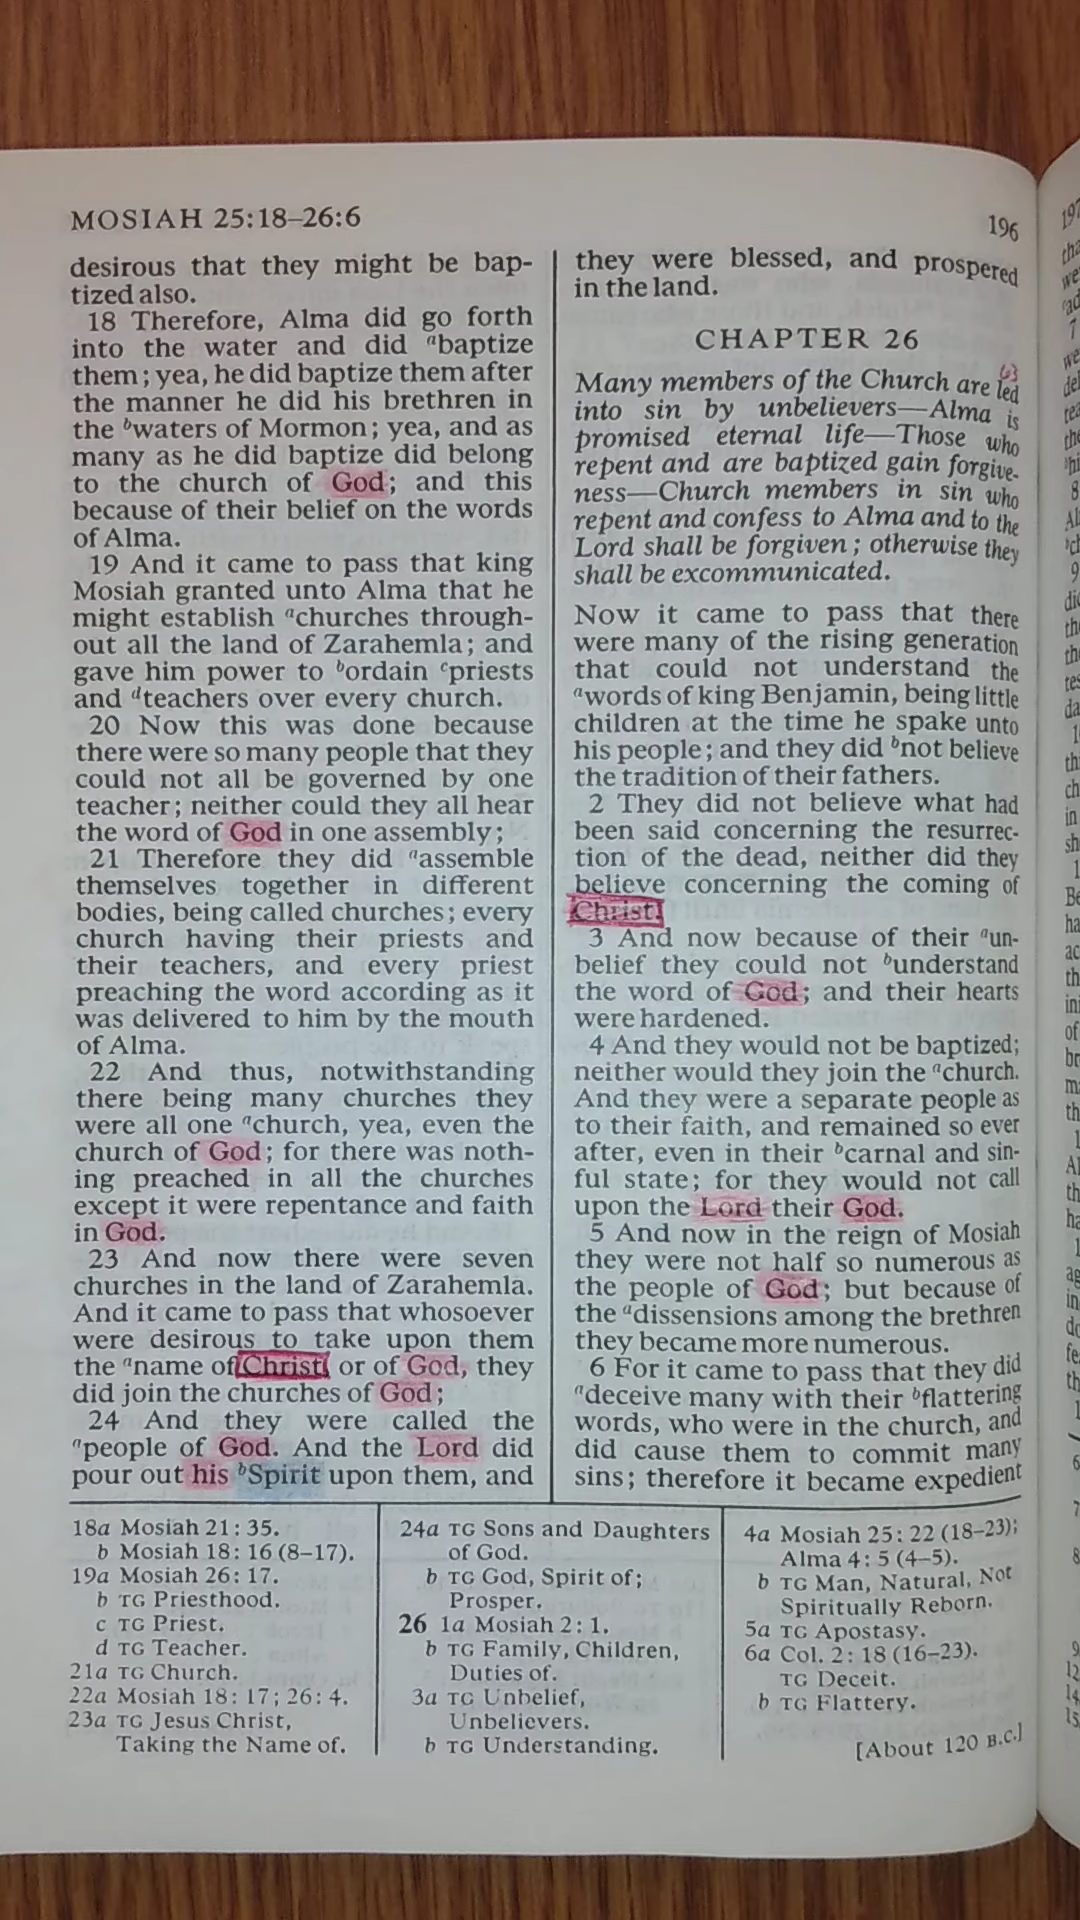 MOSIAH 25:18–26:6
196
desirous that they might be bap-
tized also.
18 Therefore, Alma did go forth
into the water and did ᵃbaptize
them; yea, he did baptize them after
the manner he did his brethren in
the ᵇwaters of Mormon; yea, and as
many as he did baptize did belong
to the church of God; and this
because of their belief on the words
of Alma.
19 And it came to pass that king
Mosiah granted unto Alma that he
might establish ᵃchurches through-
out all the land of Zarahemla; and
gave him power to ᵇordain ᶜpriests
and ᵈteachers over every church.
20 Now this was done because
there were so many people that they
could not all be governed by one
teacher; neither could they all hear
the word of God in one assembly;
21 Therefore they did ᵃassemble
themselves together in different
bodies, being called churches; every
church having their priests and
their teachers, and every priest
preaching the word according as it
was delivered to him by the mouth
of Alma.
22 And thus, notwithstanding
there being many churches they
were all one ᵃchurch, yea, even the
church of God; for there was noth-
ing preached in all the churches
except it were repentance and faith
in God.
23 And now there were seven
churches in the land of Zarahemla.
And it came to pass that whosoever
were desirous to take upon them
the ᵃname of Christ, or of God, they
did join the churches of God;
24 And they were called the
ᵃpeople of God. And the Lord did
pour out his ᵇSpirit upon them, and
they were blessed, and prospered
in the land.
CHAPTER 26
63
Many members of the Church are led
into sin by unbelievers—Alma is
promised eternal life—Those who
repent and are baptized gain forgive-
ness—Church members in sin who
repent and confess to Alma and to the
Lord shall be forgiven; otherwise they
shall be excommunicated.
Now it came to pass that there
were many of the rising generation
that could not understand the
ᵃwords of king Benjamin, being little
children at the time he spake unto
his people; and they did ᵇnot believe
the tradition of their fathers.
2 They did not believe what had
been said concerning the resurrec-
tion of the dead, neither did they
believe concerning the coming of
Christ.
3 And now because of their ᵃun-
belief they could not ᵇunderstand
the word of God; and their hearts
were hardened.
4 And they would not be baptized;
neither would they join the ᵃchurch.
And they were a separate people as
to their faith, and remained so ever
after, even in their ᵇcarnal and sin-
ful state; for they would not call
upon the Lord their God.
5 And now in the reign of Mosiah
they were not half so numerous as
the people of God; but because of
the ᵃdissensions among the brethren
they became more numerous.
6 For it came to pass that they did
ᵃdeceive many with their ᵇflattering
words, who were in the church, and
did cause them to commit many
sins; therefore it became expedient
18a Mosiah 21:35.
b Mosiah 18:16 (8–17).
19a Mosiah 26:17.
b TG Priesthood.
c TG Priest.
d TG Teacher.
21a TG Church.
22a Mosiah 18:17; 26:4.
23a TG Jesus Christ,
Taking the Name of.
24a TG Sons and Daughters
of God.
b TG God, Spirit of;
Prosper.
26 1a Mosiah 2:1.
b TG Family, Children,
Duties of.
3a TG Unbelief,
Unbelievers.
b TG Understanding.
4a Mosiah 25:22 (18–23);
Alma 4:5 (4–5).
b TG Man, Natural, Not
Spiritually Reborn.
5a TG Apostasy.
6a Col. 2:18 (16–23).
TG Deceit.
b TG Flattery.
[About 120 B.C.]
197